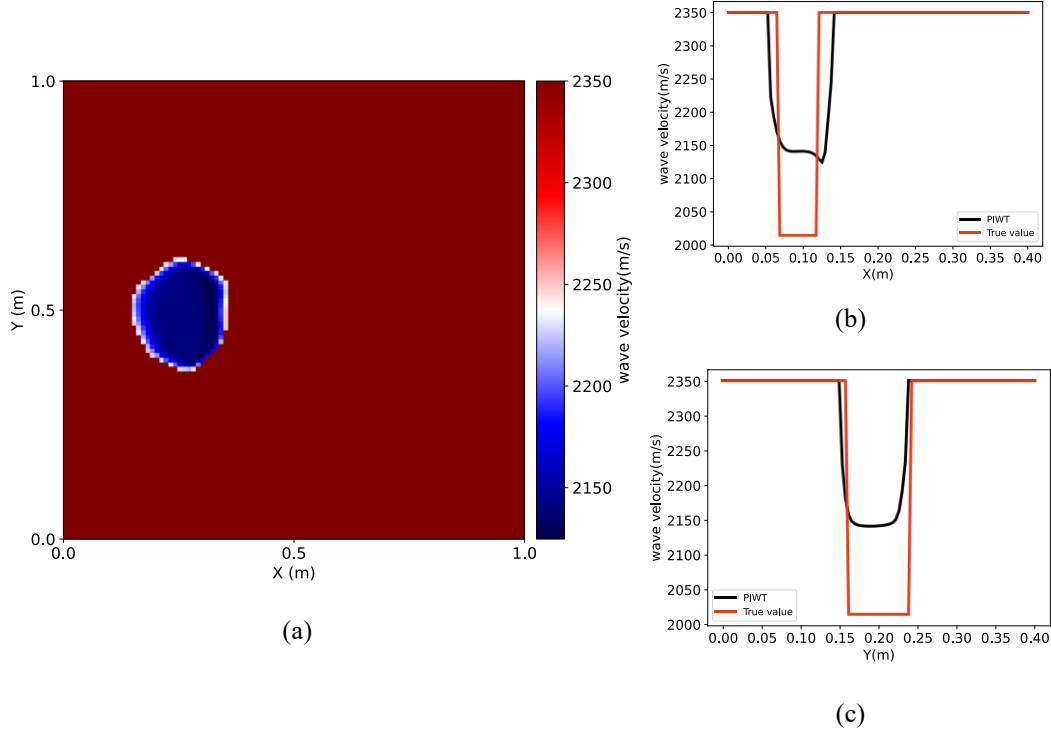 1.0
0.5
0.0
Y (m)
0.0
0.5
1.0
X (m)
2350
2300
2250
2200
2150
wave velocity(m/s)
(a)
2350
2300
2250
2200
2150
2100
2050
2000
wave velocity(m/s)
PIWT
True value
0.00 0.05 0.10 0.15 0.20 0.25 0.30 0.35 0.40
X(m)
(b)
2350
2300
2250
2200
2150
2100
2050
2000
wave velocity(m/s)
PIWT
True value
0.00 0.05 0.10 0.15 0.20 0.25 0.30 0.35 0.40
Y(m)
(c)